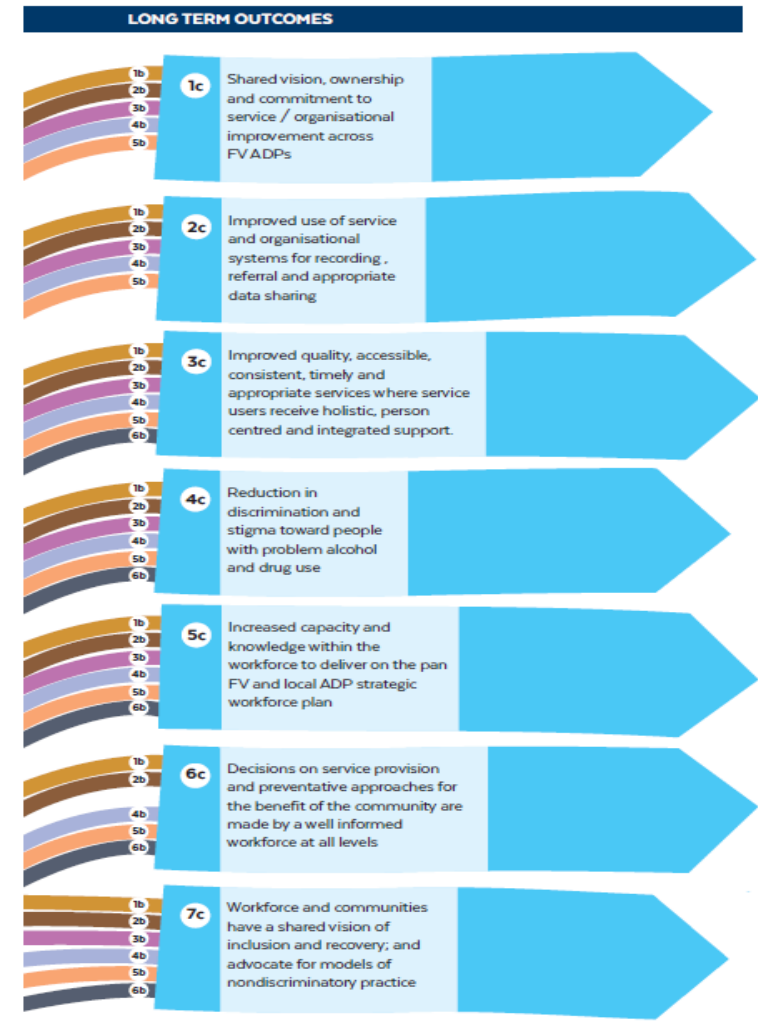 LONG TERM OUTCOMES
1b
2b
3b
4b
5b
1c
Shared vision, ownership
and commitment to
service / organisational
improvement across
FV ADPs
1b
2b
3b
4b
5b
2c
Improved use of service
and organisational
systems for recording ,
referral and appropriate
data sharing
1b
2b
3b
4b
5b
6b
3c
Improved quality, accessible,
consistent, timely and
appropriate services where service
users receive holistic, person
centred and integrated support.
1b
2b
3b
4b
5b
6b
4c
Reduction in
discrimination and
stigma toward people
with problem alcohol
and drug use
1b
2b
3b
4b
5b
6b
5c
Increased capacity and
knowledge within the
workforce to deliver on the pan
FV and local ADP strategic
workforce plan
1b
2b
4b
5b
6b
6c
Decisions on service provision
and preventative approaches for
the benefit of the community are
made by a well informed
workforce at all levels
1b
2b
3b
4b
5b
6b
7c
Workforce and communities
have a shared vision of
inclusion and recovery; and
advocate for models of
nondiscriminatory practice